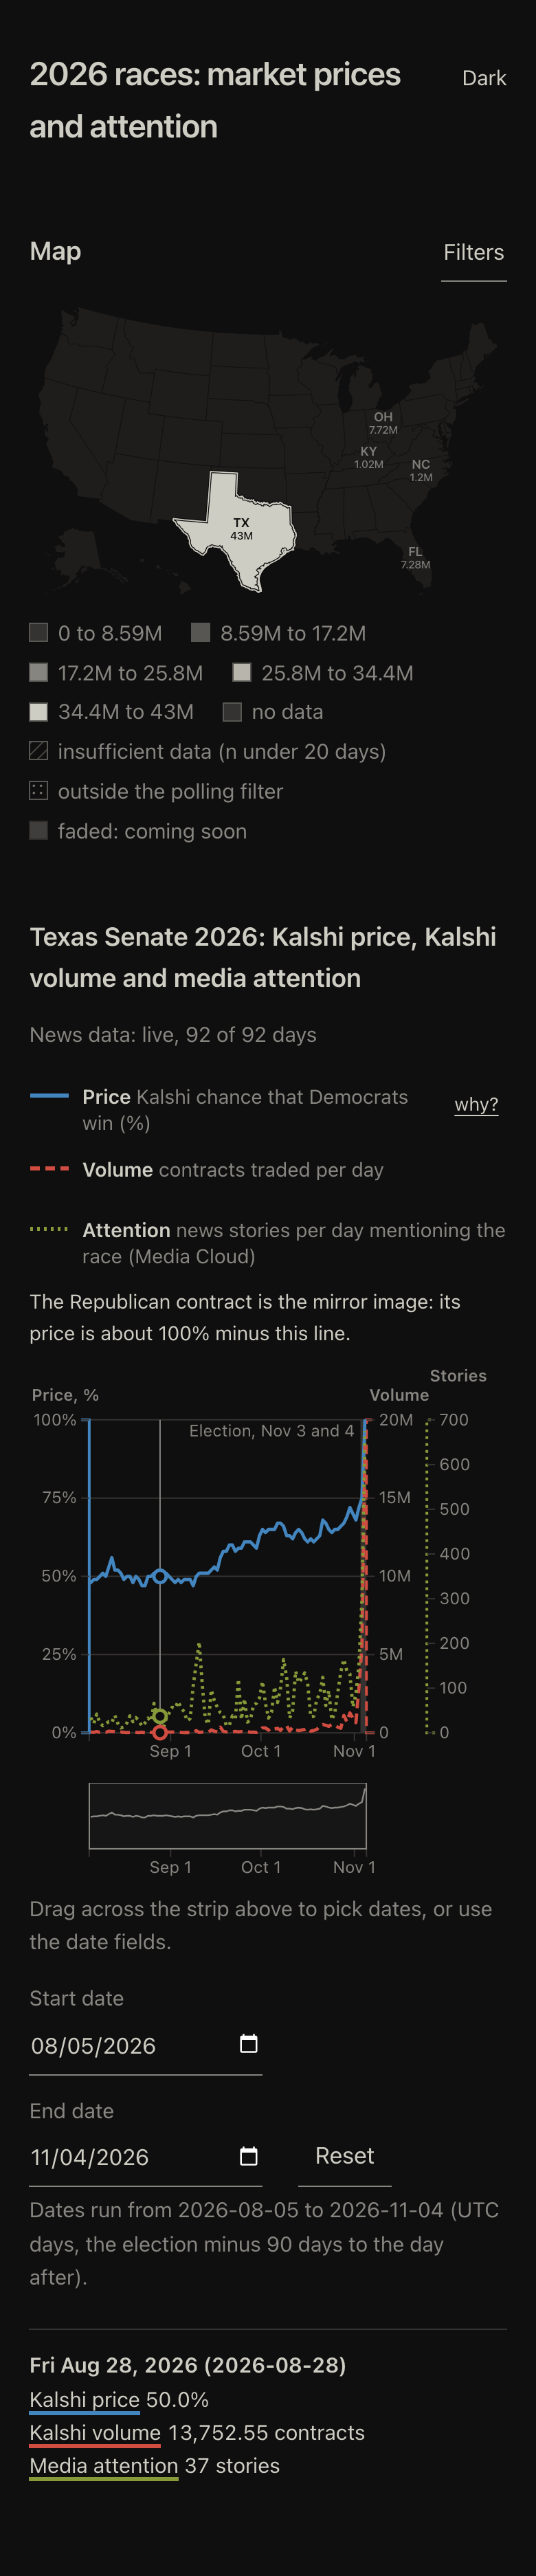 2026 races: market prices
and attention
Dark
Map
Filters
OH
7.72M
KY
1.02M
NC
1.2M
TX
43M
FL
7.28M
0 to 8.59M
8.59M to 17.2M
17.2M to 25.8M
25.8M to 34.4M
34.4M to 43M
no data
insufficient data (n under 20 days)
outside the polling filter
faded: coming soon
Texas Senate 2026: Kalshi price, Kalshi
volume and media attention
News data: live, 92 of 92 days
Price Kalshi chance that Democrats
win (%)
why?
Volume contracts traded per day
Attention news stories per day mentioning the
race (Media Cloud)
The Republican contract is the mirror image: its
price is about 100% minus this line.
Stories
Price, %
Volume
100%
Election, Nov 3 and 4
20M
700
600
75%
15M
500
400
50%
10M
300
25%
5M
200
100
0%
0
0
Sep 1
Oct 1
Nov 1
Sep 1
Oct 1
Nov 1
Drag across the strip above to pick dates, or use
the date fields.
Start date
08/05/2026
End date
11/04/2026
Reset
Dates run from 2026-08-05 to 2026-11-04 (UTC
days, the election minus 90 days to the day
after).
Fri Aug 28, 2026 (2026-08-28)
Kalshi price 50.0%
Kalshi volume 13,752.55 contracts
Media attention 37 stories